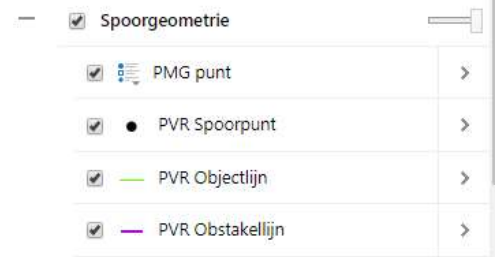 Spoorgeometrie
PMG punt
PVR Spoorpunt
PVR Objectlijn
PVR Obstakellijn